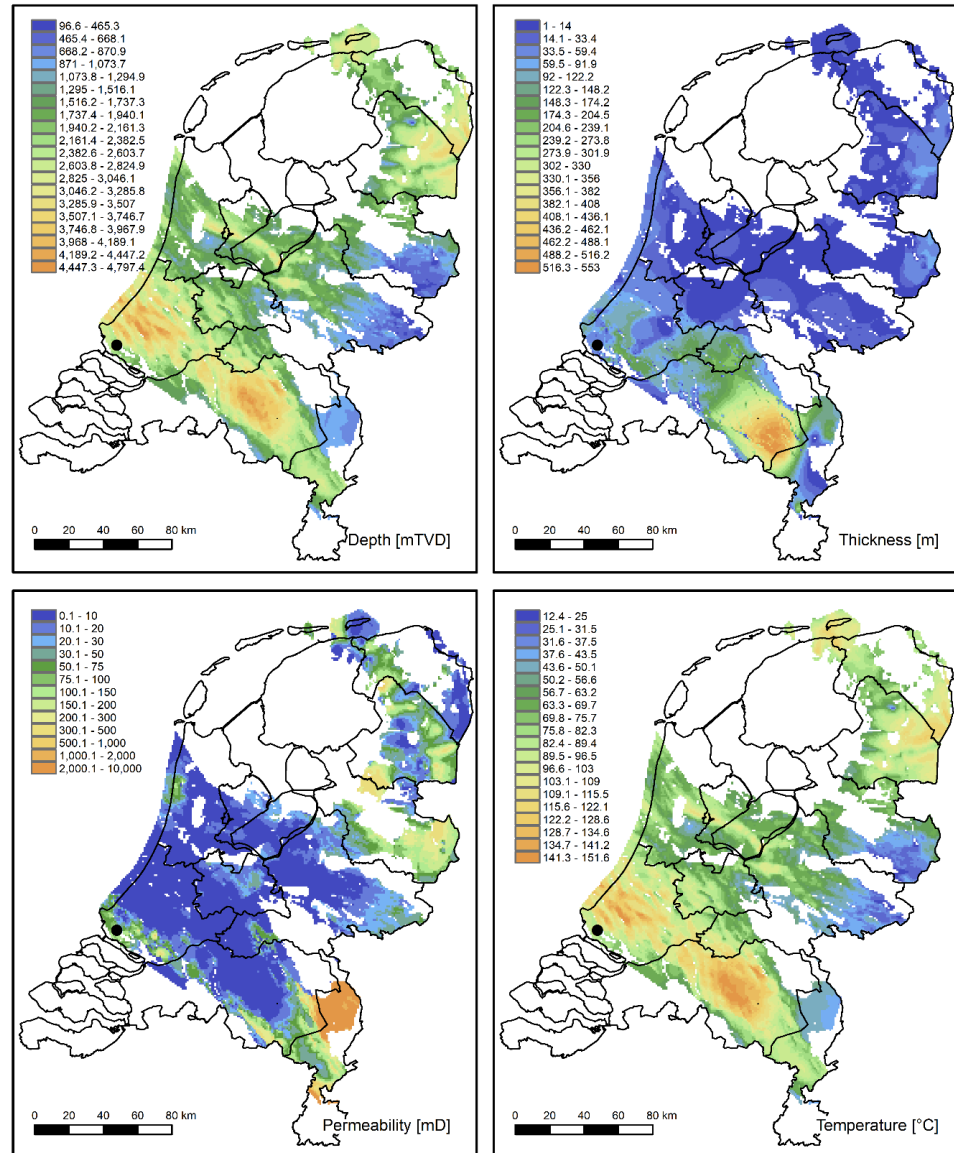 96.6 - 465.3
465.4 - 668.1
668.2 - 870.9
871 - 1,073.7
1,073.8 - 1,294.9
1,295 - 1,516.1
1,516.2 - 1,737.3
1,737.4 - 1,940.1
1,940.2 - 2,161.3
2,161.4 - 2,382.5
2,382.6 - 2,603.7
2,603.8 - 2,824.9
2,825 - 3,046.1
3,046.2 - 3,285.8
3,285.9 - 3,507
3,507.1 - 3,746.7
3,746.8 - 3,967.9
3,968 - 4,189.1
4,189.2 - 4,447.2
4,447.3 - 4,797.4
0 20 40 60 80 km
Depth [mTVD]
1 - 14
14.1 - 33.4
33.5 - 59.4
59.5 - 91.9
92 - 122.2
122.3 - 148.2
148.3 - 174.2
174.3 - 204.5
204.6 - 239.1
239.2 - 273.8
273.9 - 301.9
302 - 330
330.1 - 356
356.1 - 382
382.1 - 408
408.1 - 436.1
436.2 - 462.1
462.2 - 488.1
488.2 - 516.2
516.3 - 553
0 20 40 60 80 km
Thickness [m]
0.1 - 10
10.1 - 20
20.1 - 30
30.1 - 50
50.1 - 75
75.1 - 100
100.1 - 150
150.1 - 200
200.1 - 300
300.1 - 500
500.1 - 1,000
1,000.1 - 2,000
2,000.1 - 10,000
0 20 40 60 80 km
Permeability [mD]
12.4 - 25
25.1 - 31.5
31.6 - 37.5
37.6 - 43.5
43.6 - 50.1
50.2 - 56.6
56.7 - 63.2
63.3 - 69.7
69.8 - 75.7
75.8 - 82.3
82.4 - 89.4
89.5 - 96.5
96.6 - 103
103.1 - 109
109.1 - 115.5
115.6 - 122.1
122.2 - 128.6
128.7 - 134.6
134.7 - 141.2
141.3 - 151.6
0 20 40 60 80 km
Temperature [°C]